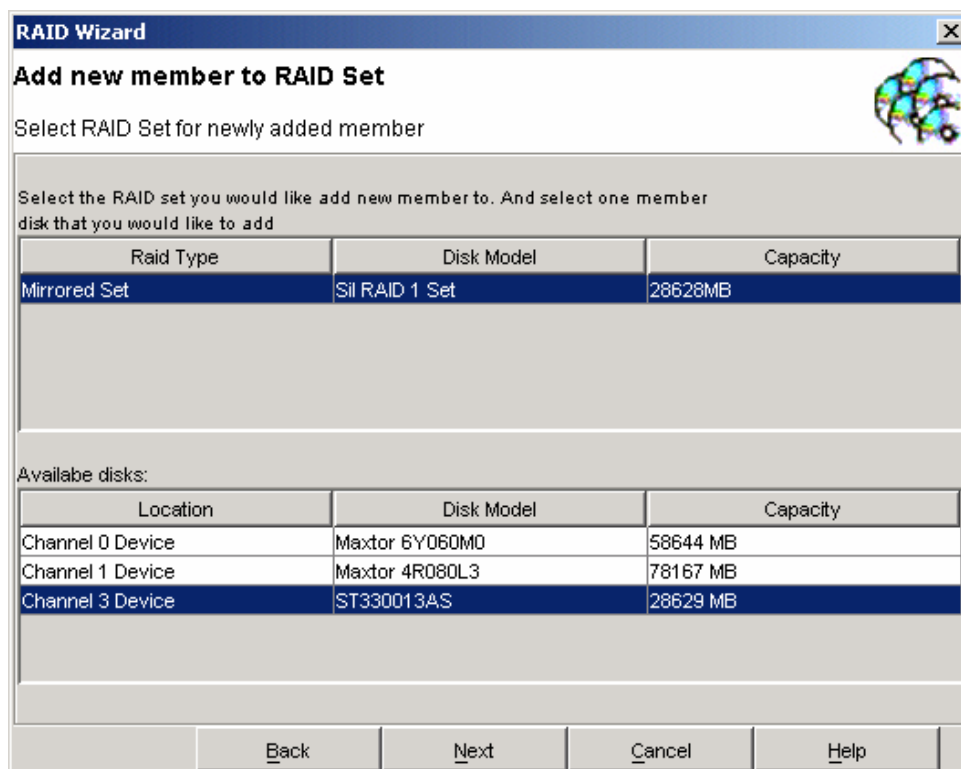 RAID Wizard
Add new member to RAID Set
Select RAID Set for newly added member
Select the RAID set you would like add new member to. And select one member
disk that you would like to add
Raid Type Disk Model Capacity
Mirrored Set Sil RAID 1 Set 28628MB
Availabe disks:
Location Disk Model Capacity
Channel 0 Device Maxtor 6Y060M0 58644 MB
Channel 1 Device Maxtor 4R080L3 78167 MB
Channel 3 Device ST330013AS 28629 MB
Back Next Cancel Help